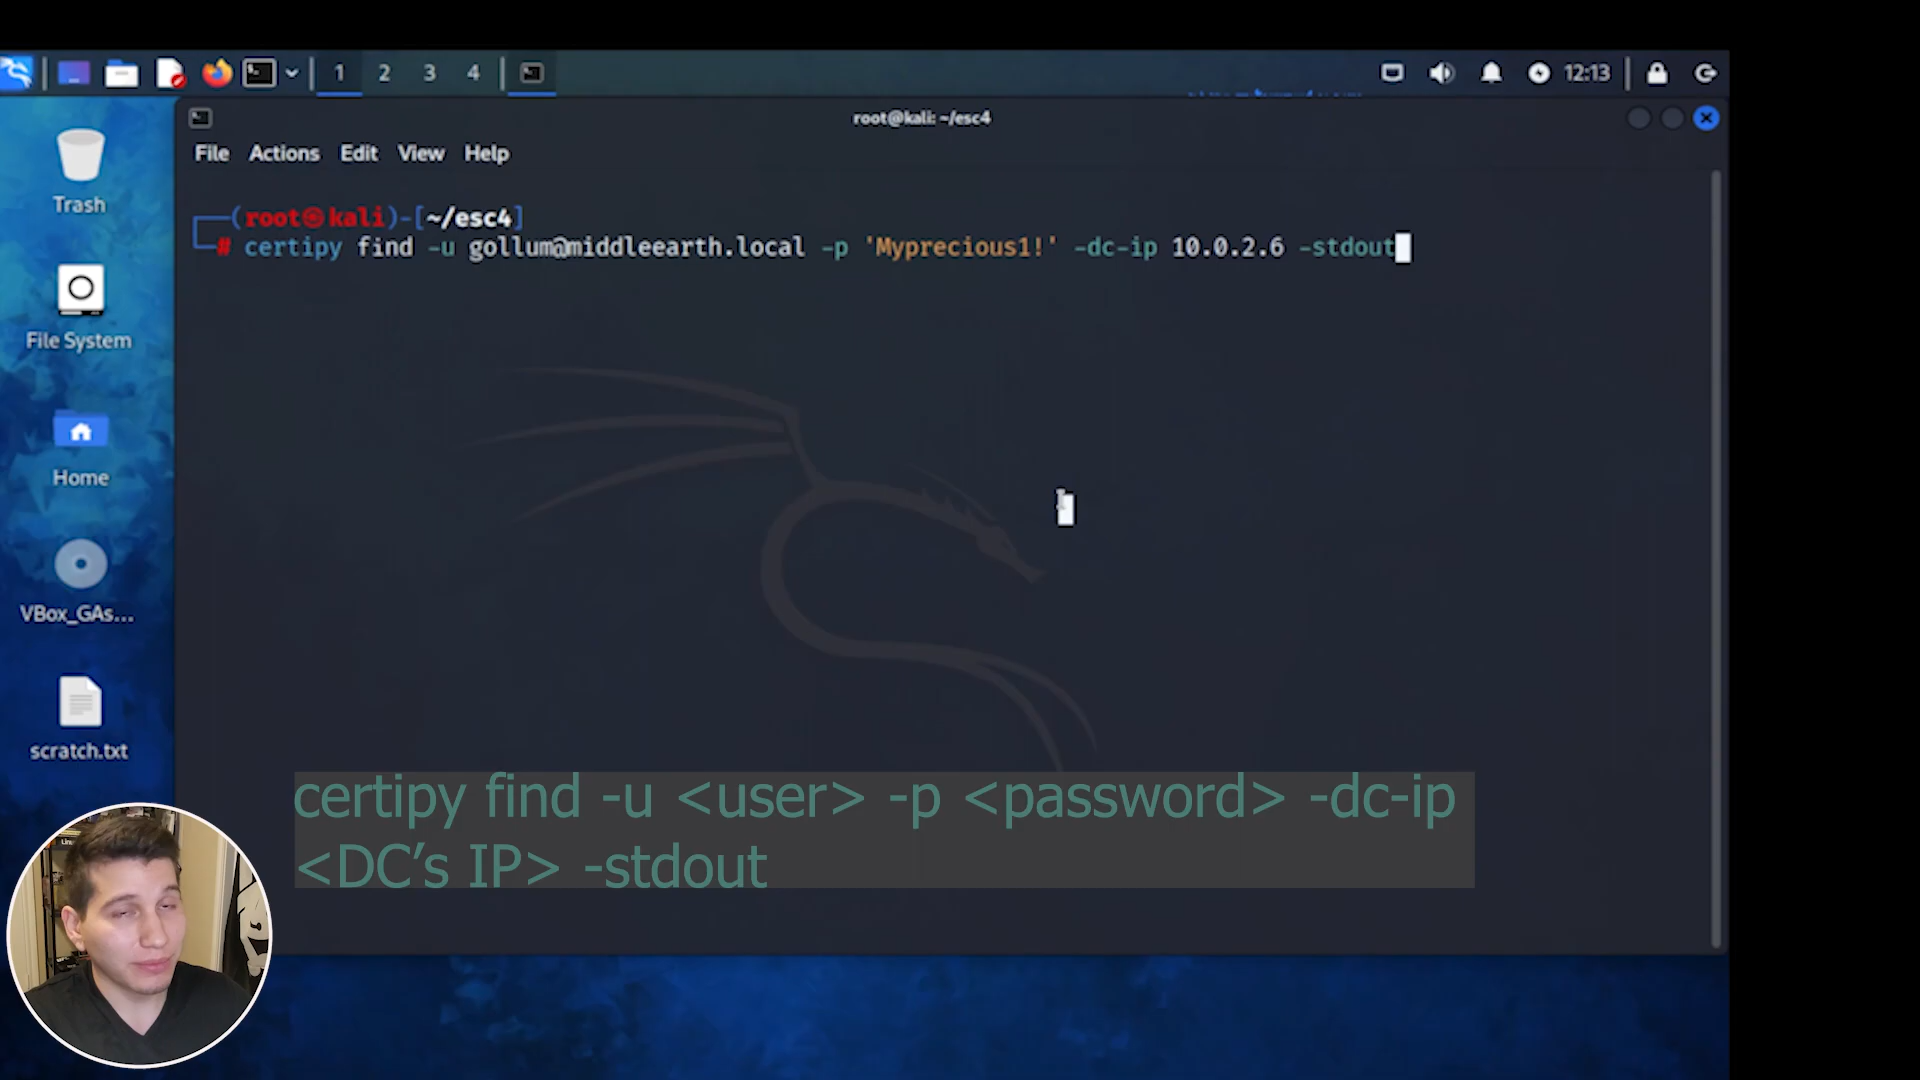 1 2 3 4
12:13
root@kali: ~/esc4
File Actions Edit View Help
Trash
(root㉿kali)-[~/esc4]
# certipy find -u gollum@middleearth.local -p 'Myprecious1!' -dc-ip 10.0.2.6 -stdout
File System
Home
VBox_GAs...
scratch.txt
certipy find -u <user> -p <password> -dc-ip
<DC’s IP> -stdout